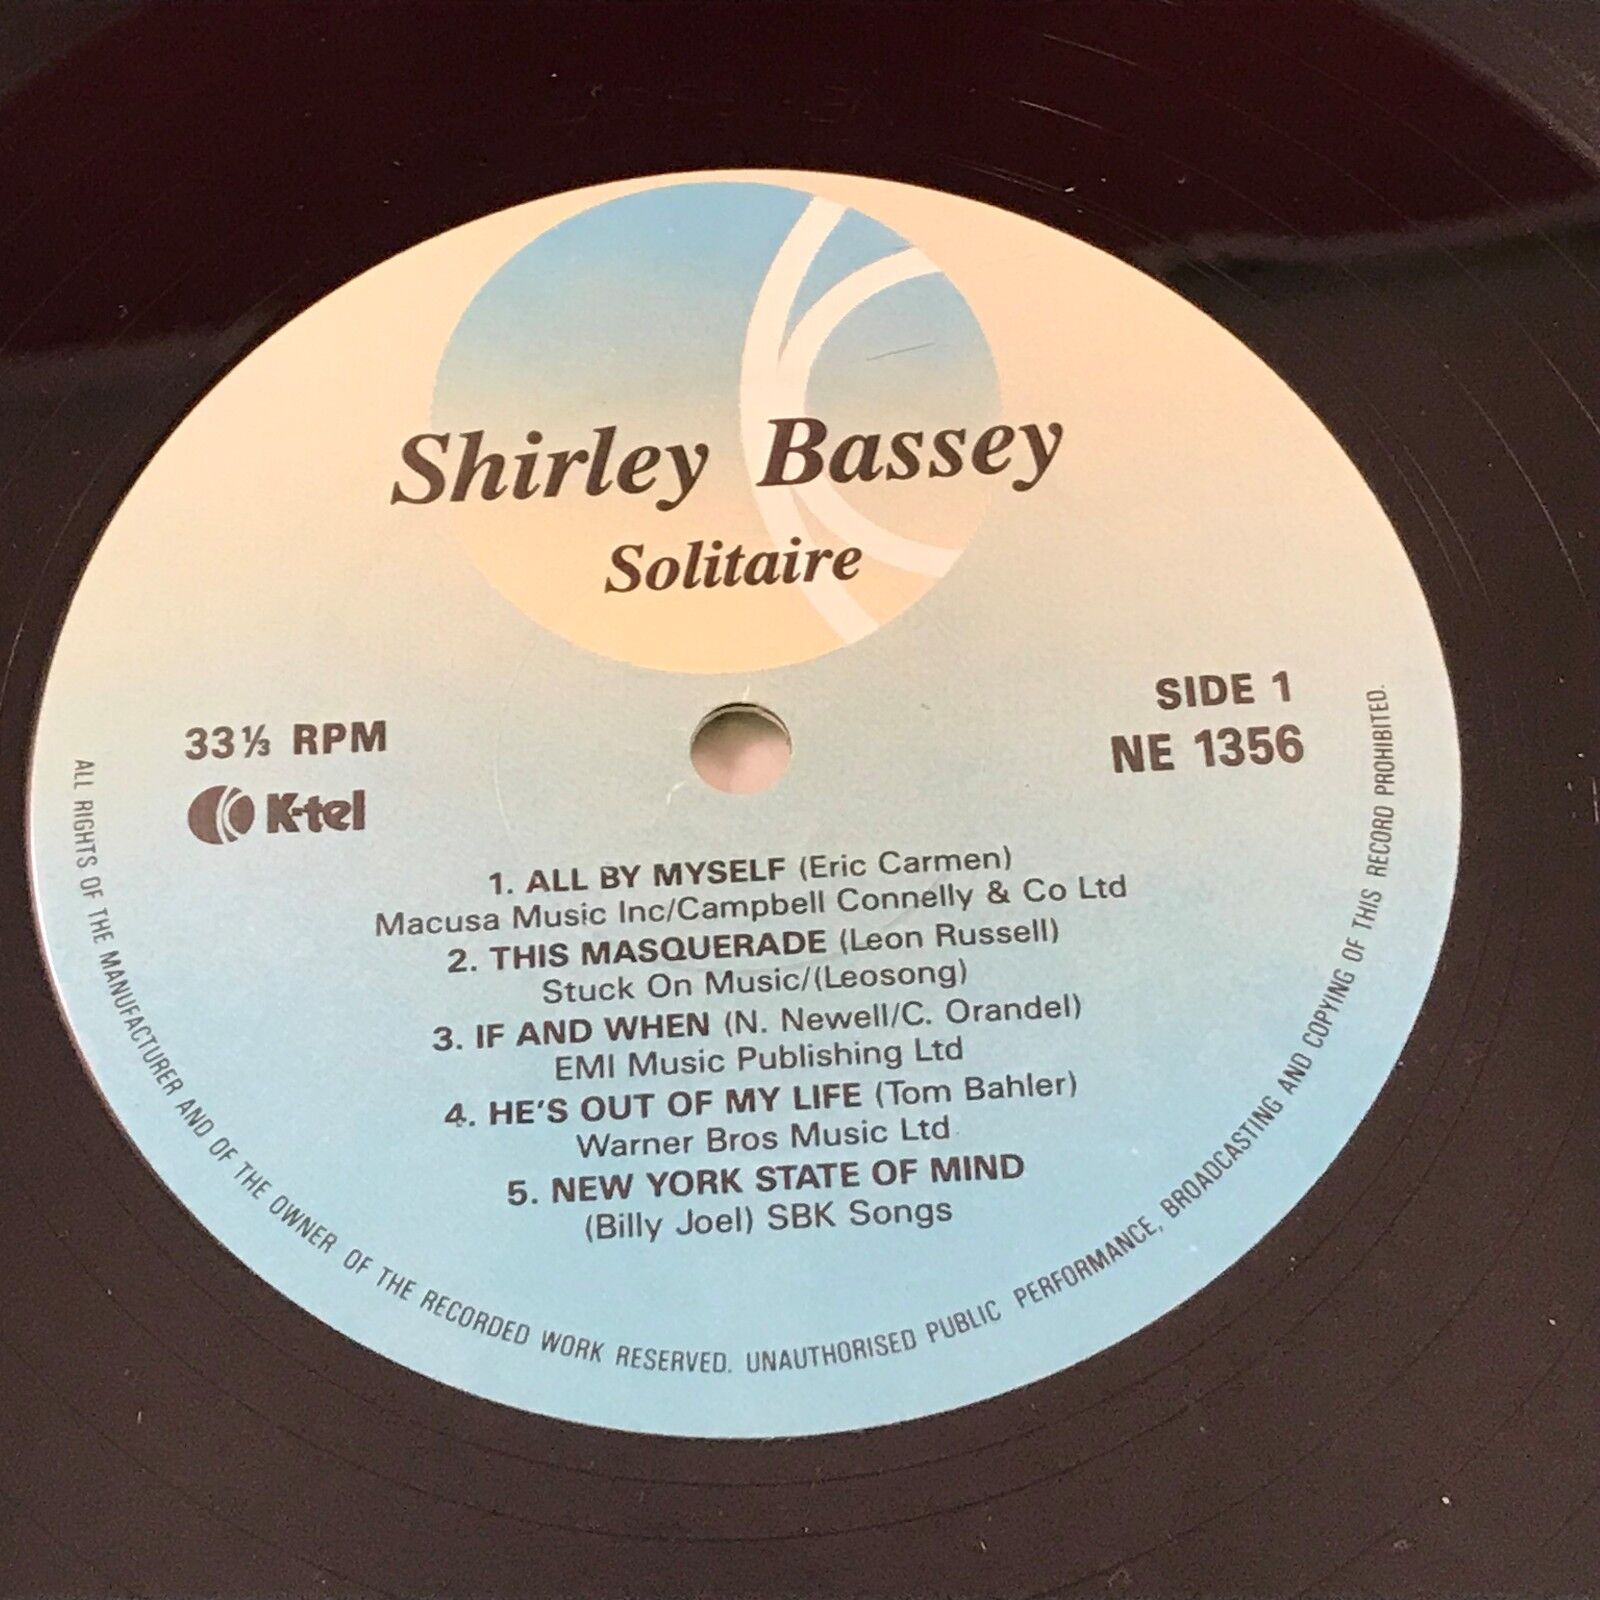 Shirley Bassey
Solitaire
33⅓ RPM
K-tel
SIDE 1
NE 1356
1. ALL BY MYSELF (Eric Carmen)
Macusa Music Inc/Campbell Connelly & Co Ltd
2. THIS MASQUERADE (Leon Russell)
Stuck On Music/(Leosong)
3. IF AND WHEN (N. Newell/C. Orandel)
EMI Music Publishing Ltd
4. HE'S OUT OF MY LIFE (Tom Bahler)
Warner Bros Music Ltd
5. NEW YORK STATE OF MIND
(Billy Joel) SBK Songs
ALL RIGHTS OF THE MANUFACTURER AND OF THE OWNER OF THE RECORDED WORK RESERVED. UNAUTHORISED PUBLIC PERFORMANCE, BROADCASTING AND COPYING OF THIS RECORD PROHIBITED.